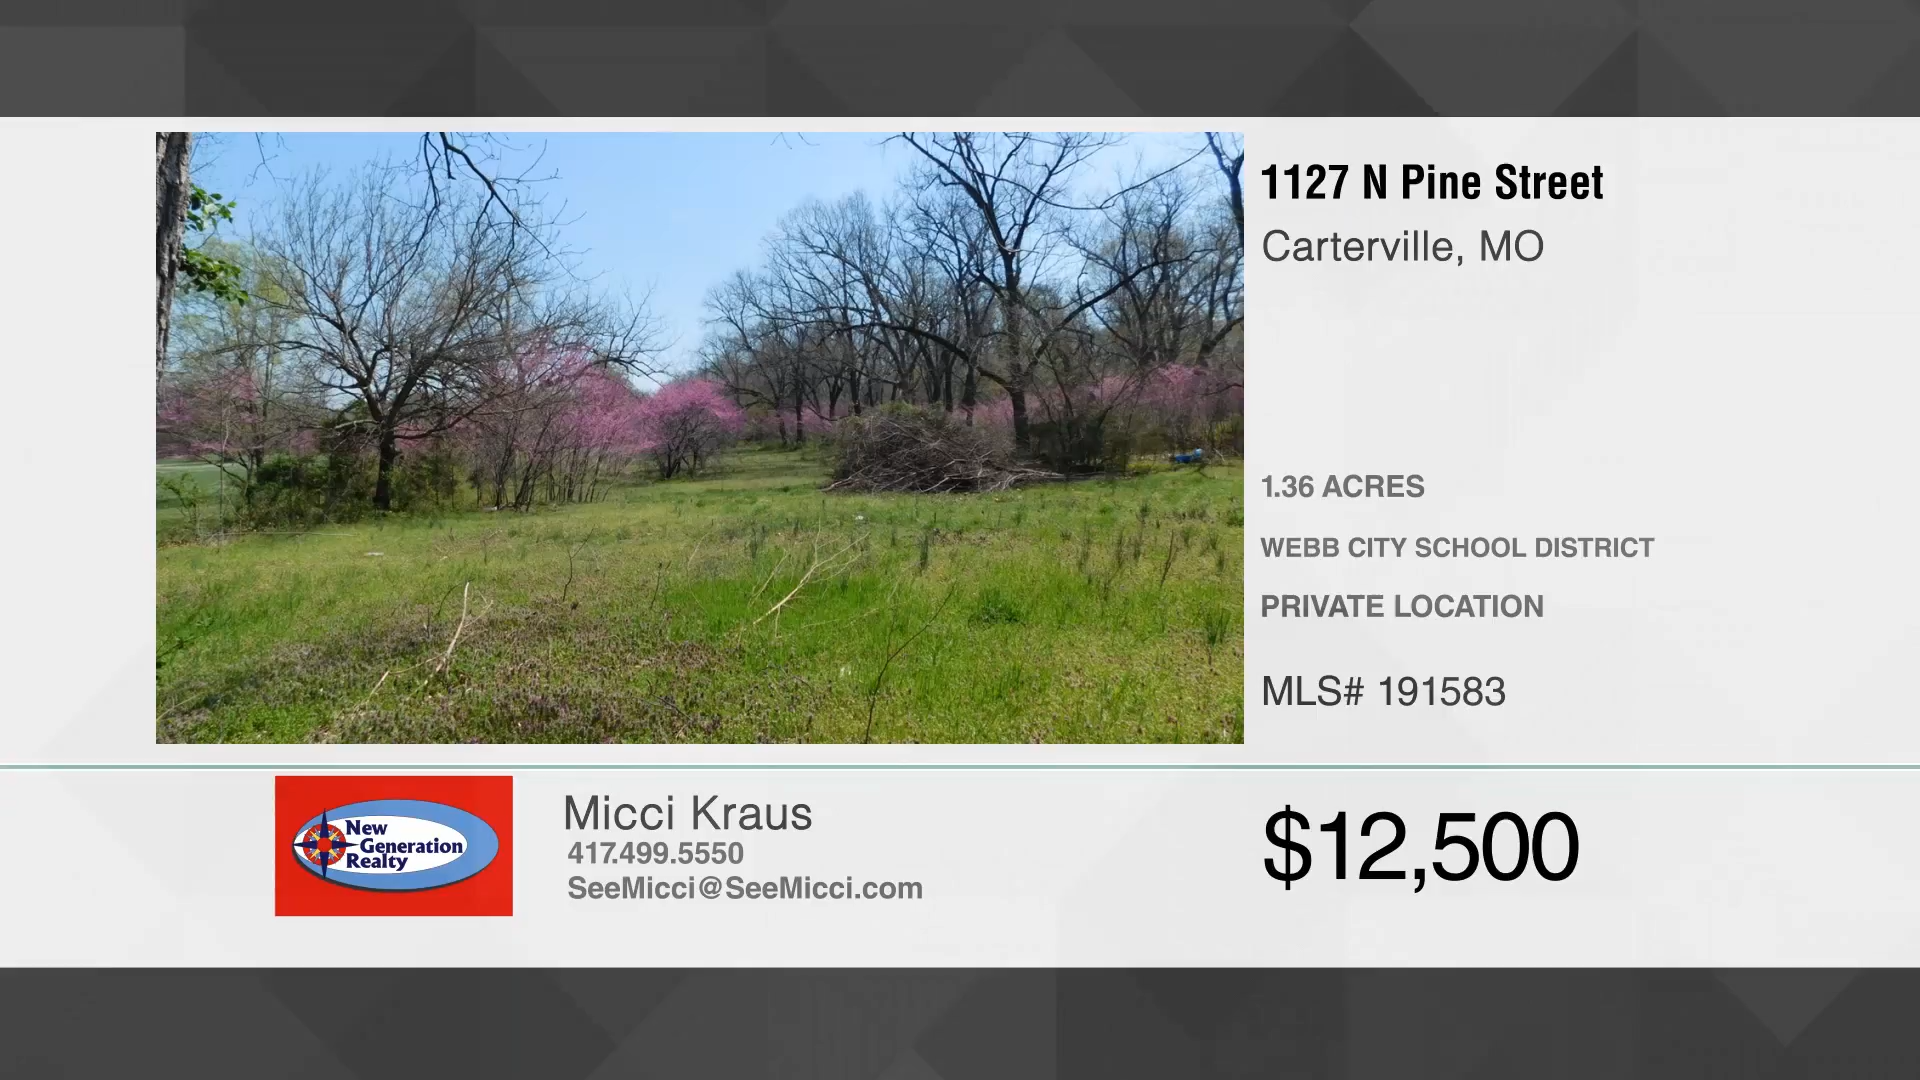 1127 N Pine Street
Carterville, MO
1.36 ACRES
WEBB CITY SCHOOL DISTRICT
PRIVATE LOCATION
MLS# 191583
New
Generation
Realty
Micci Kraus
417.499.5550
SeeMicci@SeeMicci.com
$12,500